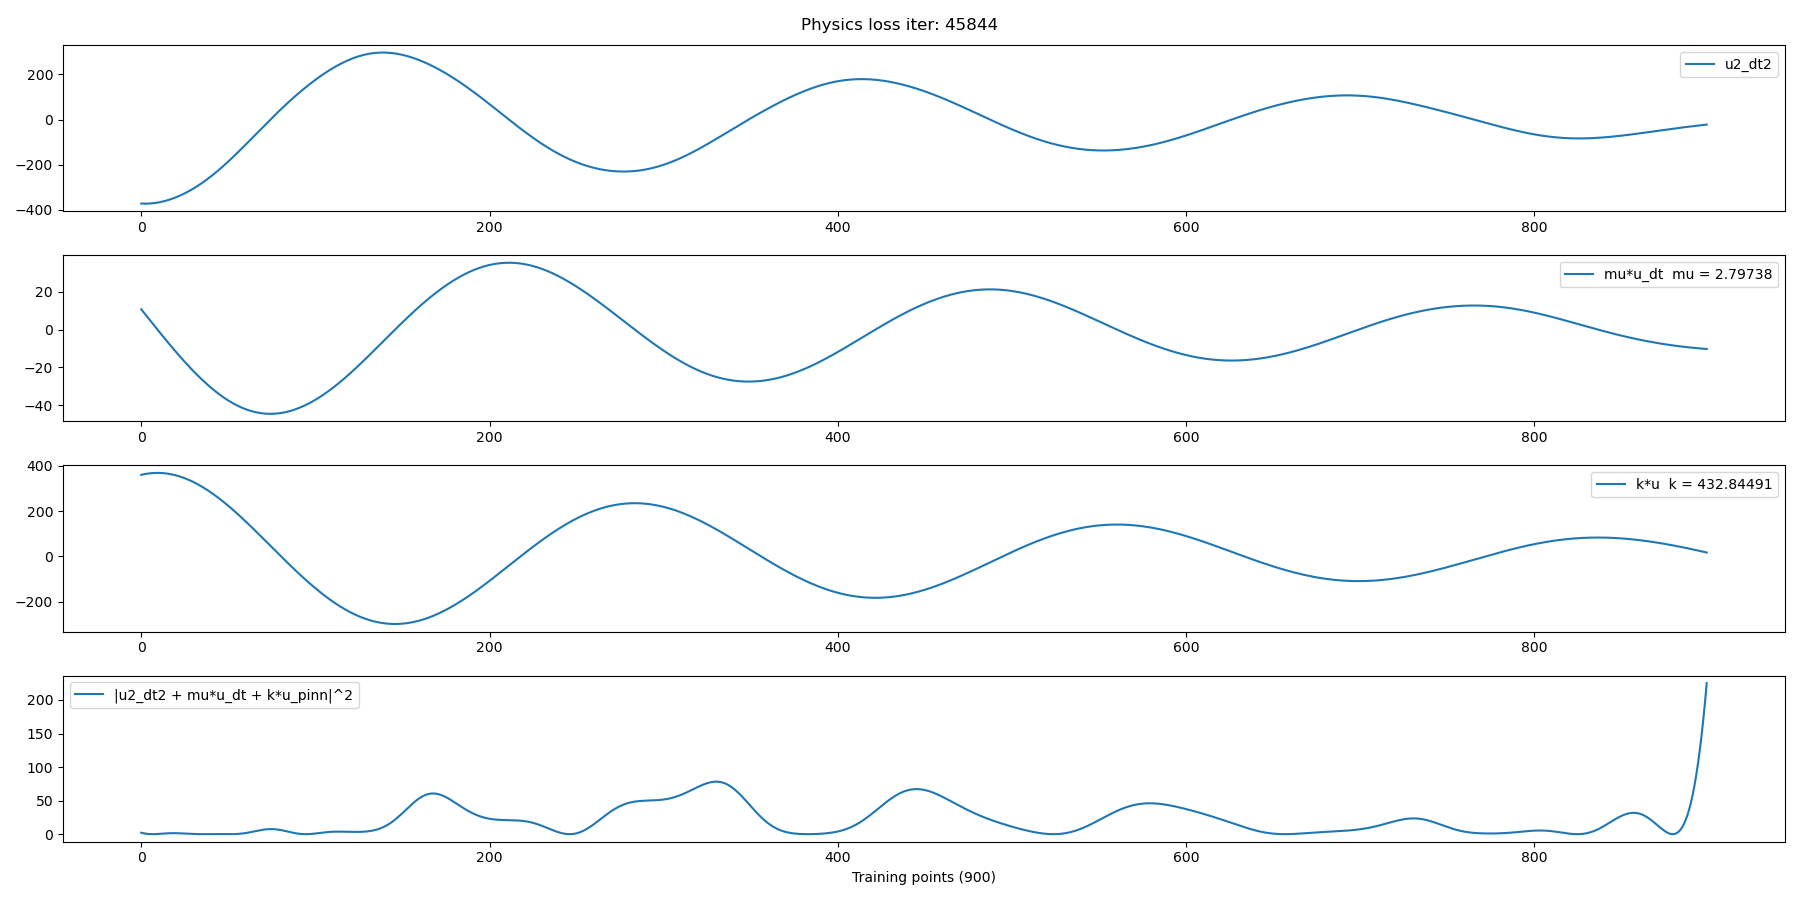 Physics loss iter: 45844
u2_dt2
200
0
−200
−400
0 200 400 600 800
mu*u_dt mu = 2.79738
20
0
−20
−40
0 200 400 600 800
400
k*u k = 432.84491
200
0
−200
0 200 400 600 800
|u2_dt2 + mu*u_dt + k*u_pinn|^2
200
150
100
50
0
0 200 400 600 800
Training points (900)